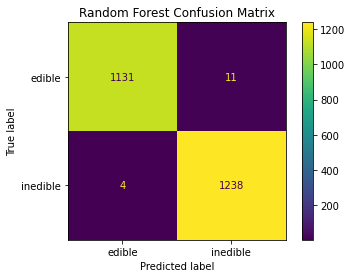 Random Forest Confusion Matrix
True label
edible
inedible
1131
11
4
1238
edible
inedible
Predicted label
1200
1000
800
600
400
200